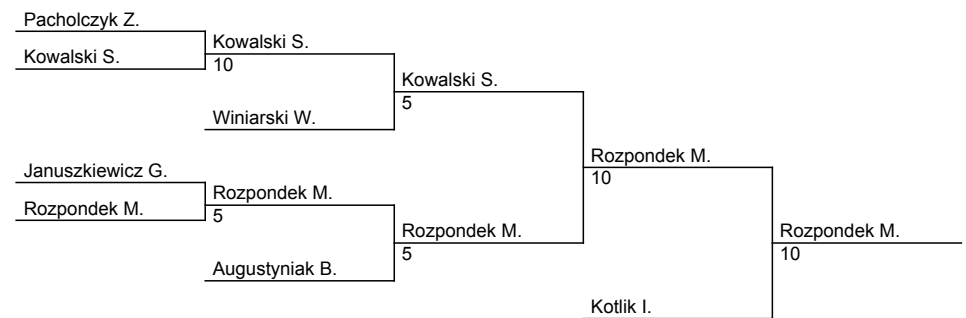 Pacholczyk Z.
Kowalski S.
Kowalski S.
10
Kowalski S.
5
Winiarski W.
Rozpondek M.
10
Januszkiewicz G.
Rozpondek M.
Rozpondek M.
5
Rozpondek M.
5
Rozpondek M.
10
Augustyniak B.
Kotlik I.